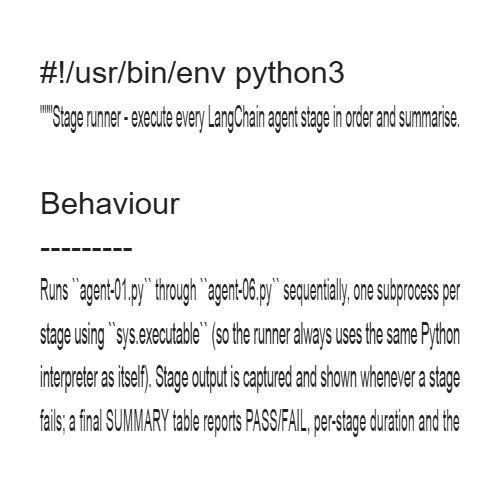 #!/usr/bin/env python3
"""Stage runner - execute every LangChain agent stage in order and summarise.
Behaviour
---------
Runs ``agent-01.py`` through ``agent-06.py`` sequentially, one subprocess per
stage using ``sys.executable`` (so the runner always uses the same Python
interpreter as itself). Stage output is captured and shown whenever a stage
fails; a final SUMMARY table reports PASS/FAIL, per-stage duration and the